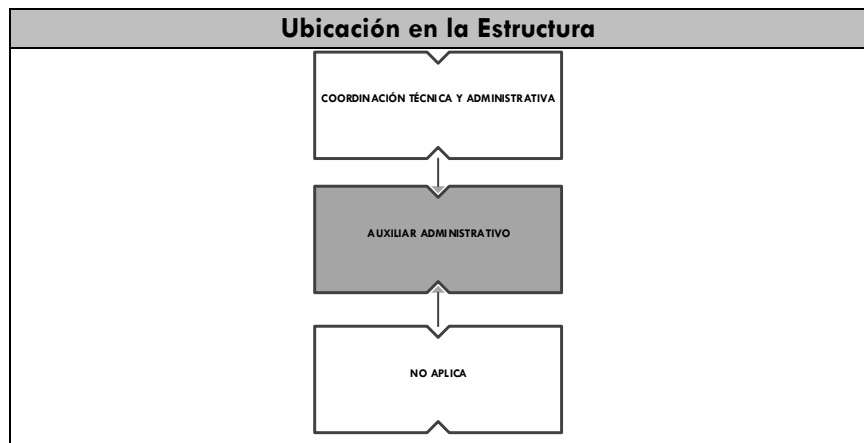 Ubicación en la Estructura
COORDINACIÓN TÉCNICA Y ADMINISTRATIVA
AUXILIAR ADMINISTRATIVO
NO APLICA